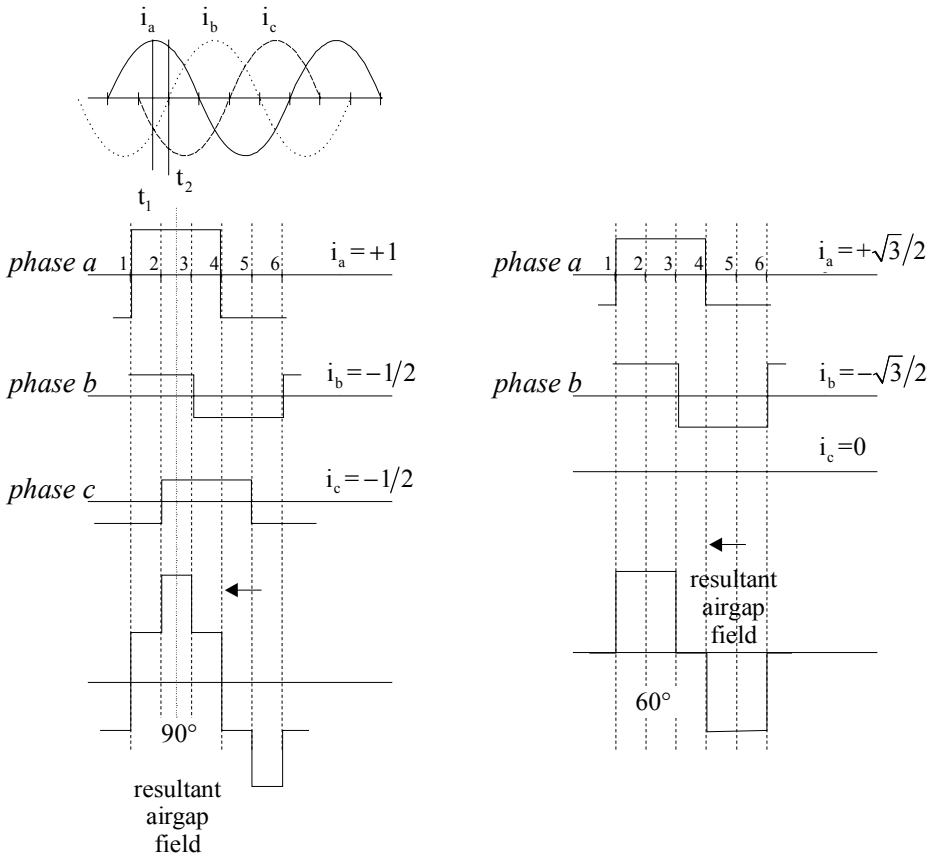 i_a i_b i_c
t_1 t_2
phase a 1 2 3 4 5 6 i_a = +1
phase b i_b = −1/2
phase c i_c = −1/2
90°
resultant
airgap
field
phase a 1 2 3 4 5 6 i_a = +√3/2
phase b i_b = −√3/2
i_c = 0
resultant
airgap
field
60°